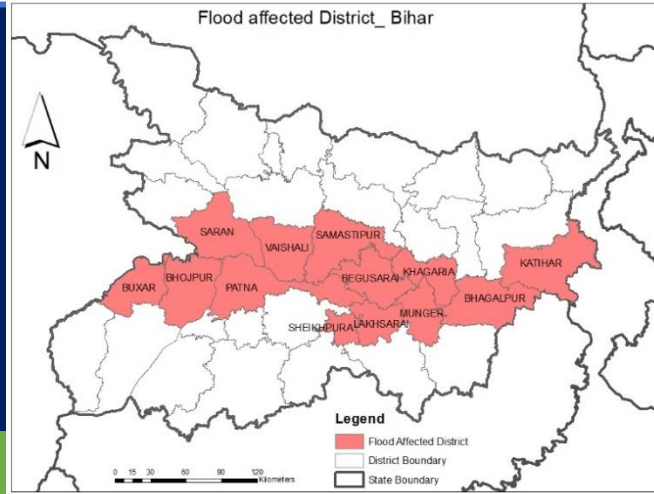 Flood affected District_ Bihar
N
SARAN
VAISHALI
SAMASTIPUR
BEGUSARAI
KHAGARIA
KATIHAR
BUXAR
BHOJPUR
PATNA
BHAGALPUR
MUNGER
SHEIKHPURA
LAKHSARAI
Legend
Flood Affected District
District Boundary
State Boundary
0 15 30 60 90 120
Kilometers